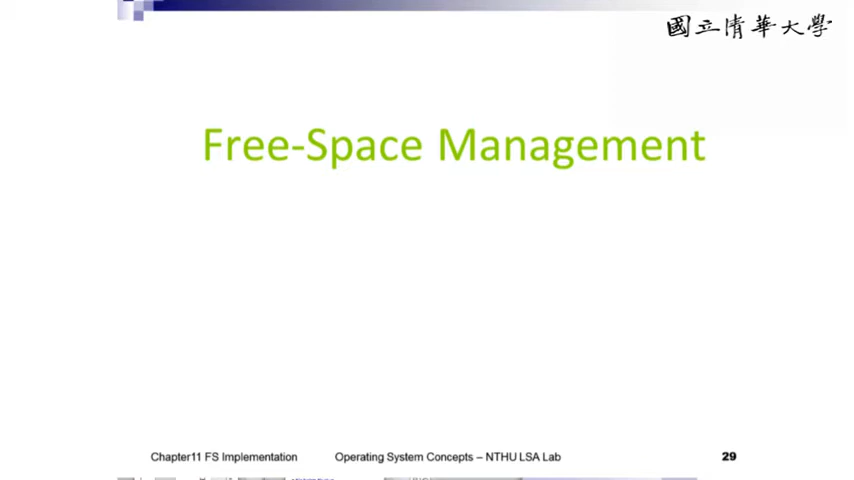 國立清華大學
Free-Space Management
Chapter11 FS Implementation Operating System Concepts – NTHU LSA Lab 29